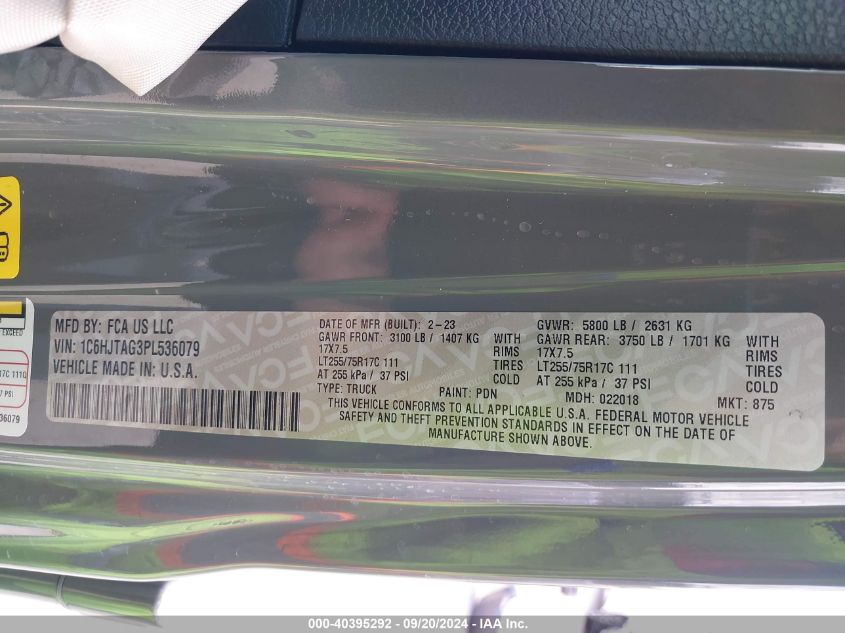 MFD BY: FCA US LLC
VIN: 1C6HJTAG3PL536079
VEHICLE MADE IN: U.S.A.
DATE OF MFR (BUILT): 2-23
GAWR FRONT: 3100 LB / 1407 KG WITH
17X7.5 RIMS
LT255/75R17C 111 TIRES
AT 255 kPa / 37 PSI COLD
TYPE: TRUCK PAINT: PDN
GVWR: 5800 LB / 2631 KG
GAWR REAR: 3750 LB / 1701 KG WITH
17X7.5 RIMS
LT255/75R17C 111 TIRES
AT 255 kPa / 37 PSI COLD
MDH: 022018 MKT: 875
THIS VEHICLE CONFORMS TO ALL APPLICABLE U.S.A. FEDERAL MOTOR VEHICLE
SAFETY AND THEFT PREVENTION STANDARDS IN EFFECT ON THE DATE OF
MANUFACTURE SHOWN ABOVE.
EXCEED
17C 111Q
PSI
536079
000-40395292 - 09/20/2024 - IAA Inc.